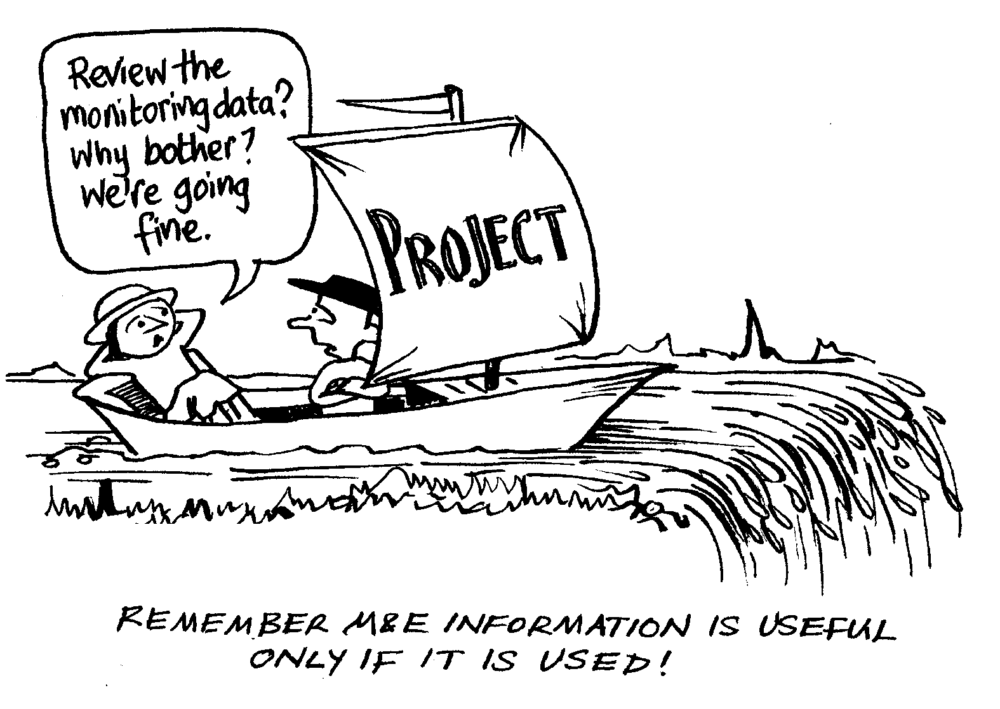 Review the
monitoring data?
Why bother?
We're going
fine.
PROJECT
REMEMBER M&E INFORMATION IS USEFUL
ONLY IF IT IS USED!